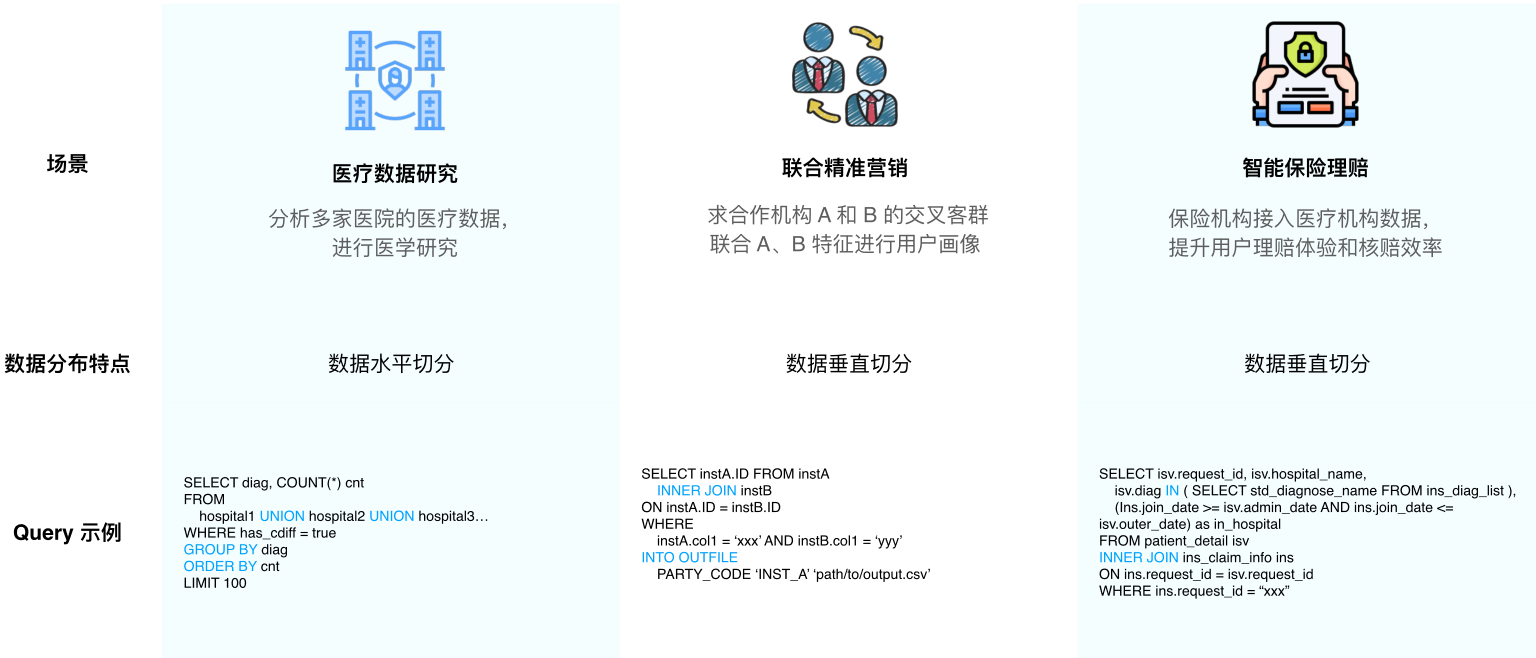 场景
医疗数据研究
分析多家医院的医疗数据，
进行医学研究
联合精准营销
求合作机构 A 和 B 的交叉客群
联合 A、B 特征进行用户画像
智能保险理赔
保险机构接入医疗机构数据，
提升用户理赔体验和核赔效率
数据分布特点
数据水平切分
数据垂直切分
数据垂直切分
Query 示例
SELECT diag, COUNT(*) cnt
FROM
hospital1 UNION hospital2 UNION hospital3…
WHERE has_cdiff = true
GROUP BY diag
ORDER BY cnt
LIMIT 100
SELECT instA.ID FROM instA
INNER JOIN instB
ON instA.ID = instB.ID
WHERE
instA.col1 = ‘xxx’ AND instB.col1 = ‘yyy’
INTO OUTFILE
PARTY_CODE ‘INST_A’ ‘path/to/output.csv’
SELECT isv.request_id, isv.hospital_name,
isv.diag IN ( SELECT std_diagnose_name FROM ins_diag_list ),
(Ins.join_date >= isv.admin_date AND ins.join_date <=
isv.outer_date) as in_hospital
FROM patient_detail isv
INNER JOIN ins_claim_info ins
ON ins.request_id = isv.request_id
WHERE ins.request_id = “xxx”